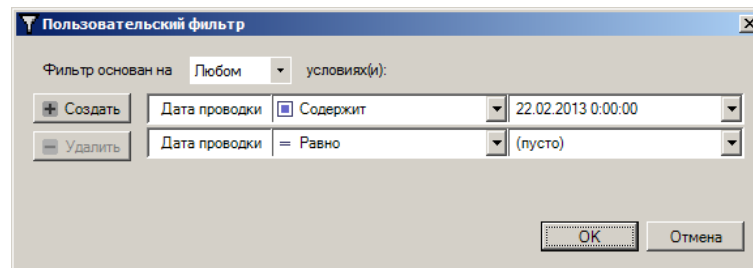 Пользовательский фильтр
Фильтр основан на Любом условиях(и):
Создать Дата проводки Содержит 22.02.2013 0:00:00
Удалить Дата проводки = Равно (пусто)
OK Отмена